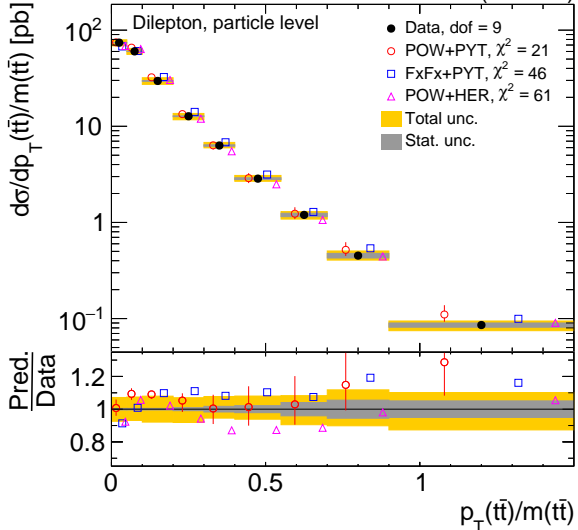 Dilepton, particle level
Data, dof = 9
POW+PYT, χ² = 21
FxFx+PYT, χ² = 46
POW+HER, χ² = 61
Total unc.
Stat. unc.
dσ/dp_T(tt̄)/m(tt̄) [pb]
10²
10
1
10⁻¹
Pred.
Data
1.2
1
0.8
0
0.5
1
p_T(tt̄)/m(tt̄)